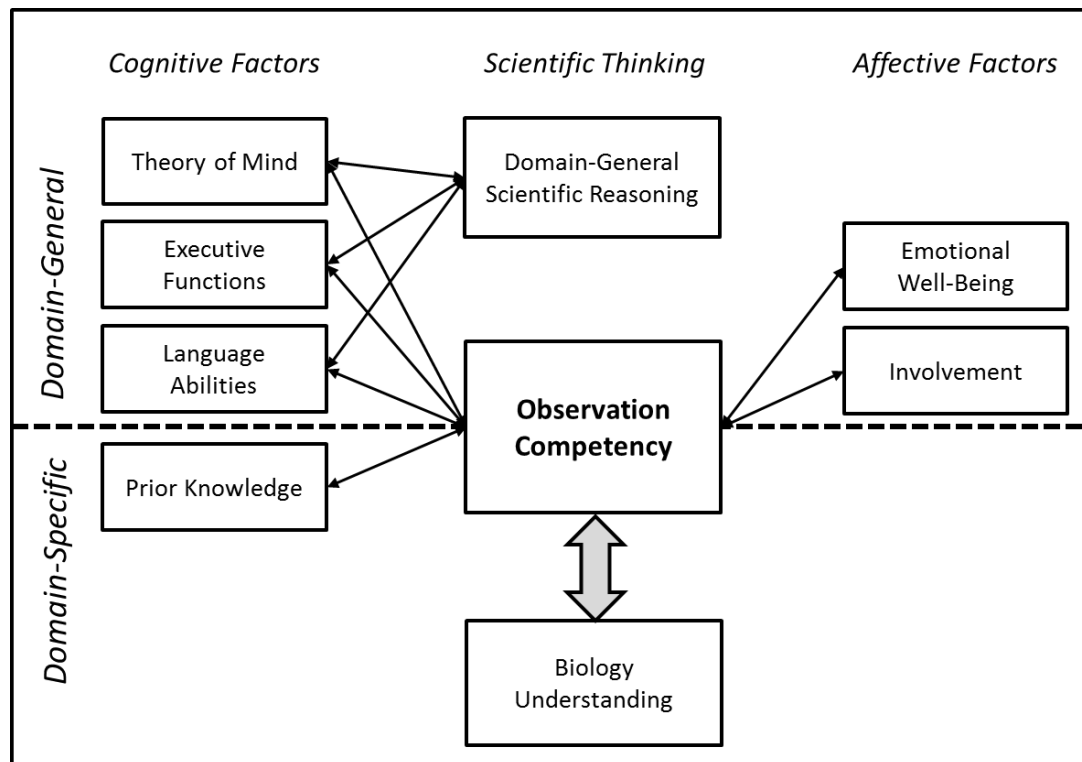 Cognitive Factors
Scientific Thinking
Affective Factors
Domain-General
Theory of Mind
Executive
Functions
Language
Abilities
Domain-General
Scientific Reasoning
Emotional
Well-Being
Involvement
Observation
Competency
Domain-Specific
Prior Knowledge
Biology
Understanding